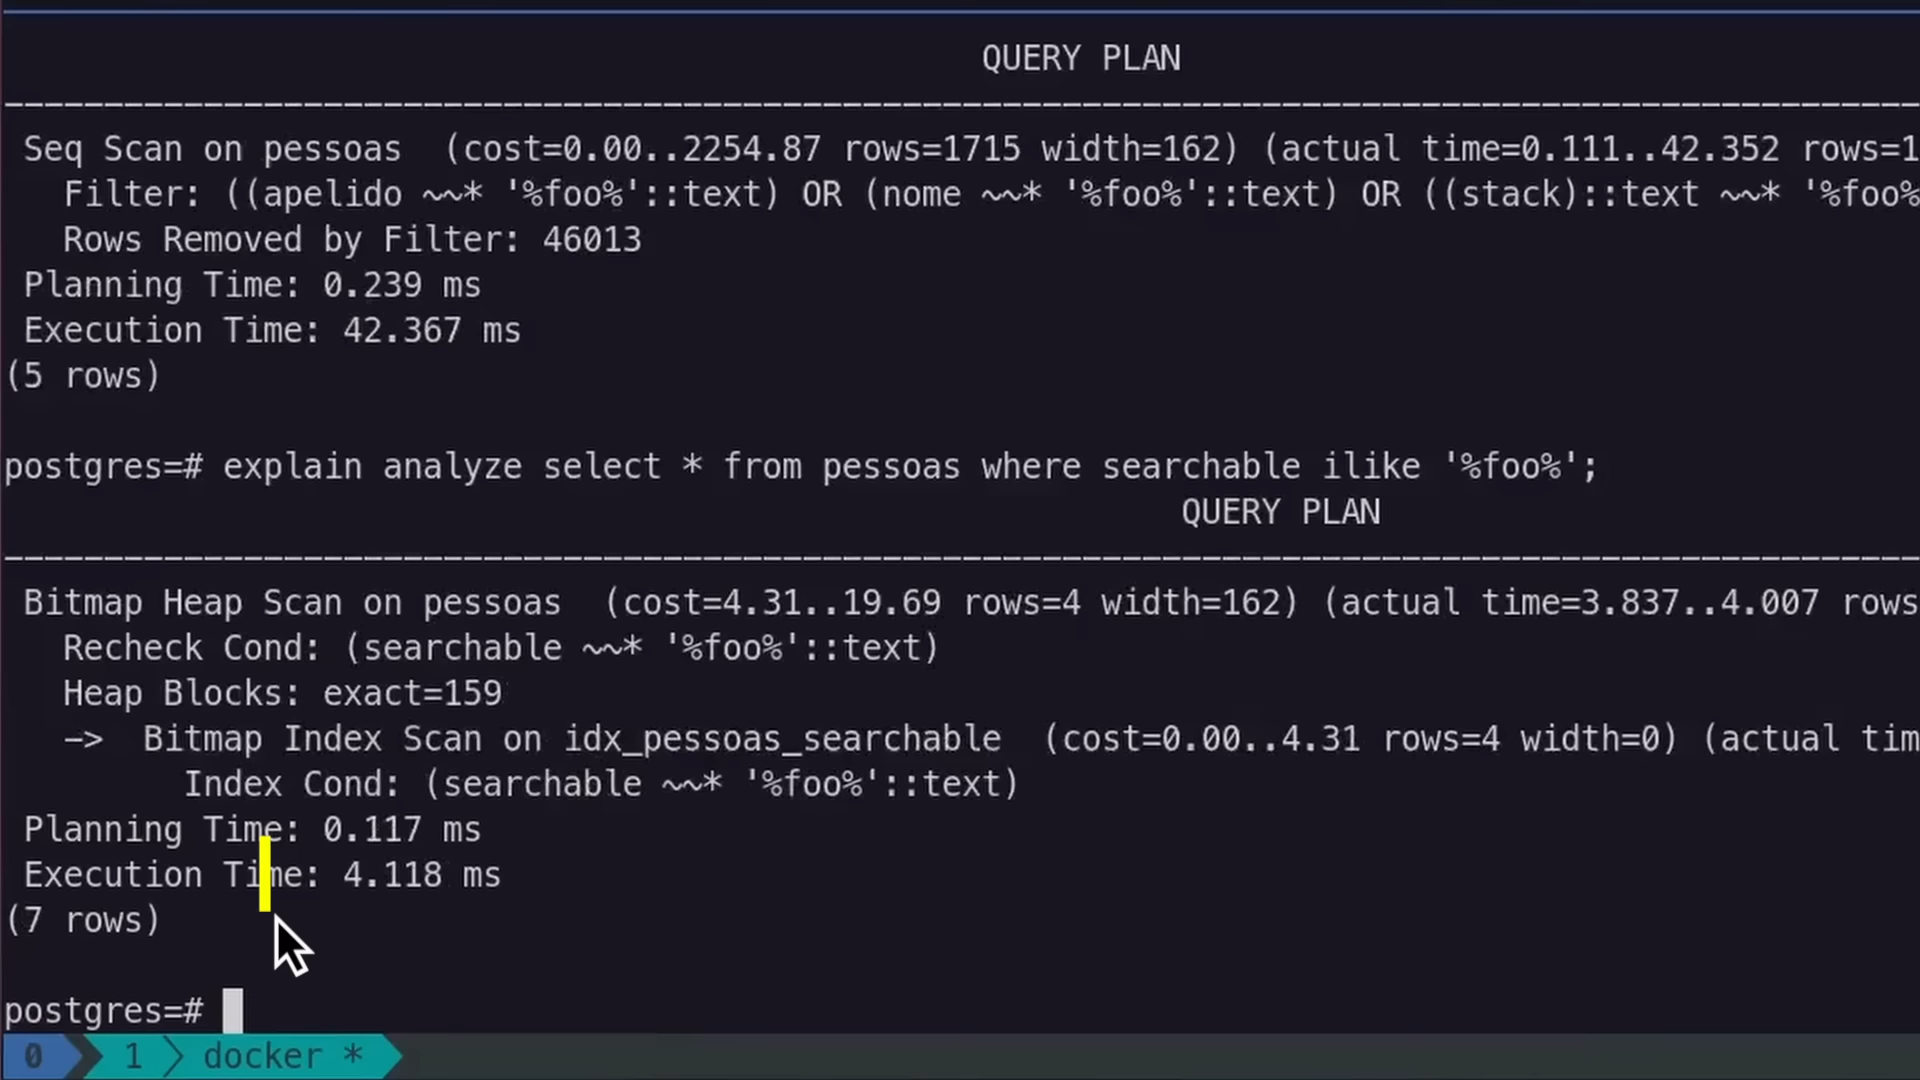 QUERY PLAN
Seq Scan on pessoas  (cost=0.00..2254.87 rows=1715 width=162) (actual time=0.111..42.352 rows=1
Filter: ((apelido ~~* '%foo%'::text) OR (nome ~~* '%foo%'::text) OR ((stack)::text ~~* '%foo%
Rows Removed by Filter: 46013
Planning Time: 0.239 ms
Execution Time: 42.367 ms
(5 rows)
postgres=# explain analyze select * from pessoas where searchable ilike '%foo%';
QUERY PLAN
Bitmap Heap Scan on pessoas  (cost=4.31..19.69 rows=4 width=162) (actual time=3.837..4.007 rows
Recheck Cond: (searchable ~~* '%foo%'::text)
Heap Blocks: exact=159
->  Bitmap Index Scan on idx_pessoas_searchable  (cost=0.00..4.31 rows=4 width=0) (actual tim
Index Cond: (searchable ~~* '%foo%'::text)
Planning Time: 0.117 ms
Execution Time: 4.118 ms
(7 rows)
postgres=#
0 1 docker *